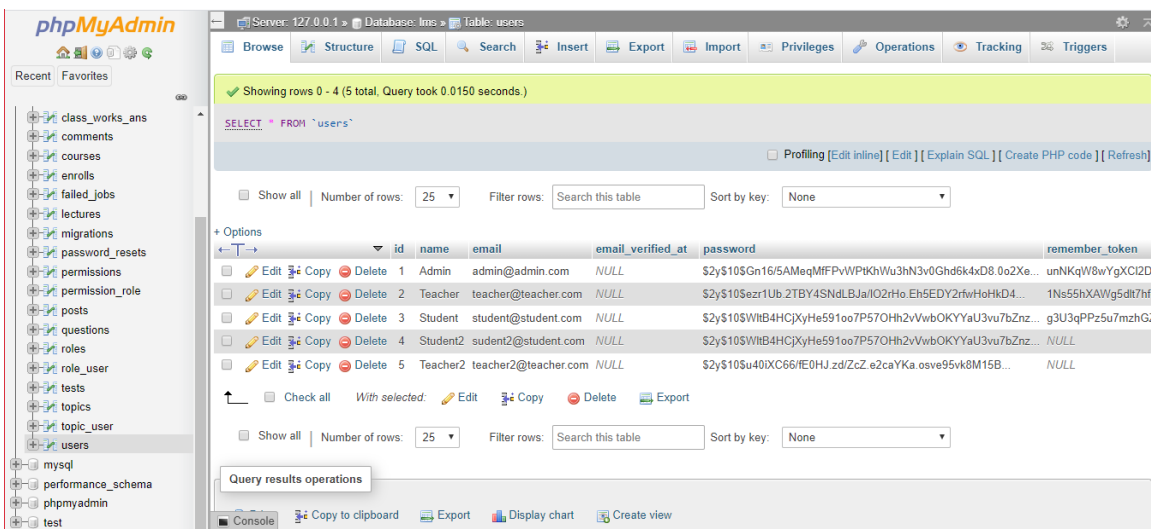 phpMyAdmin
Recent Favorites
class_works_ans
comments
courses
enrolls
failed_jobs
lectures
migrations
password_resets
permissions
permission_role
posts
questions
roles
role_user
tests
topics
topic_user
users
mysql
performance_schema
phpmyadmin
test
Server: 127.0.0.1 » Database: lms » Table: users
Browse Structure SQL Search Insert Export Import Privileges Operations Tracking Triggers
Showing rows 0 - 4 (5 total, Query took 0.0150 seconds.)
SELECT * FROM `users`
Profiling [Edit inline] [ Edit ] [ Explain SQL ] [ Create PHP code ] [ Refresh]
Show all | Number of rows: 25 Filter rows: Search this table Sort by key: None
+ Options
←T→ id name email email_verified_at password remember_token
Edit Copy Delete 1 Admin admin@admin.com NULL $2y$10$Gn16/5AMeqMfFPvWPtKhWu3hN3v0Ghd6k4xD8.0o2Xe... unNKqW8wYgXCl2D
Edit Copy Delete 2 Teacher teacher@teacher.com NULL $2y$10$ezr1Ub.2TBY4SNdLBJa/IO2rHo.Eh5EDY2rfwHoHkD4... 1Ns55hXAWg5dlt7hf
Edit Copy Delete 3 Student student@student.com NULL $2y$10$WltB4HCjXyHe591oo7P57OHh2vVwbOKYYaU3vu7bZnz... g3U3qPPz5u7mzhG
Edit Copy Delete 4 Student2 sudent2@student.com NULL $2y$10$WltB4HCjXyHe591oo7P57OHh2vVwbOKYYaU3vu7bZnz... NULL
Edit Copy Delete 5 Teacher2 teacher2@teacher.com NULL $2y$10$u40iXC66/fE0HJ.zd/ZcZ.e2caYKa.osve95vk8M15B... NULL
Check all With selected: Edit Copy Delete Export
Show all | Number of rows: 25 Filter rows: Search this table Sort by key: None
Query results operations
Copy to clipboard Export Display chart Create view
Console